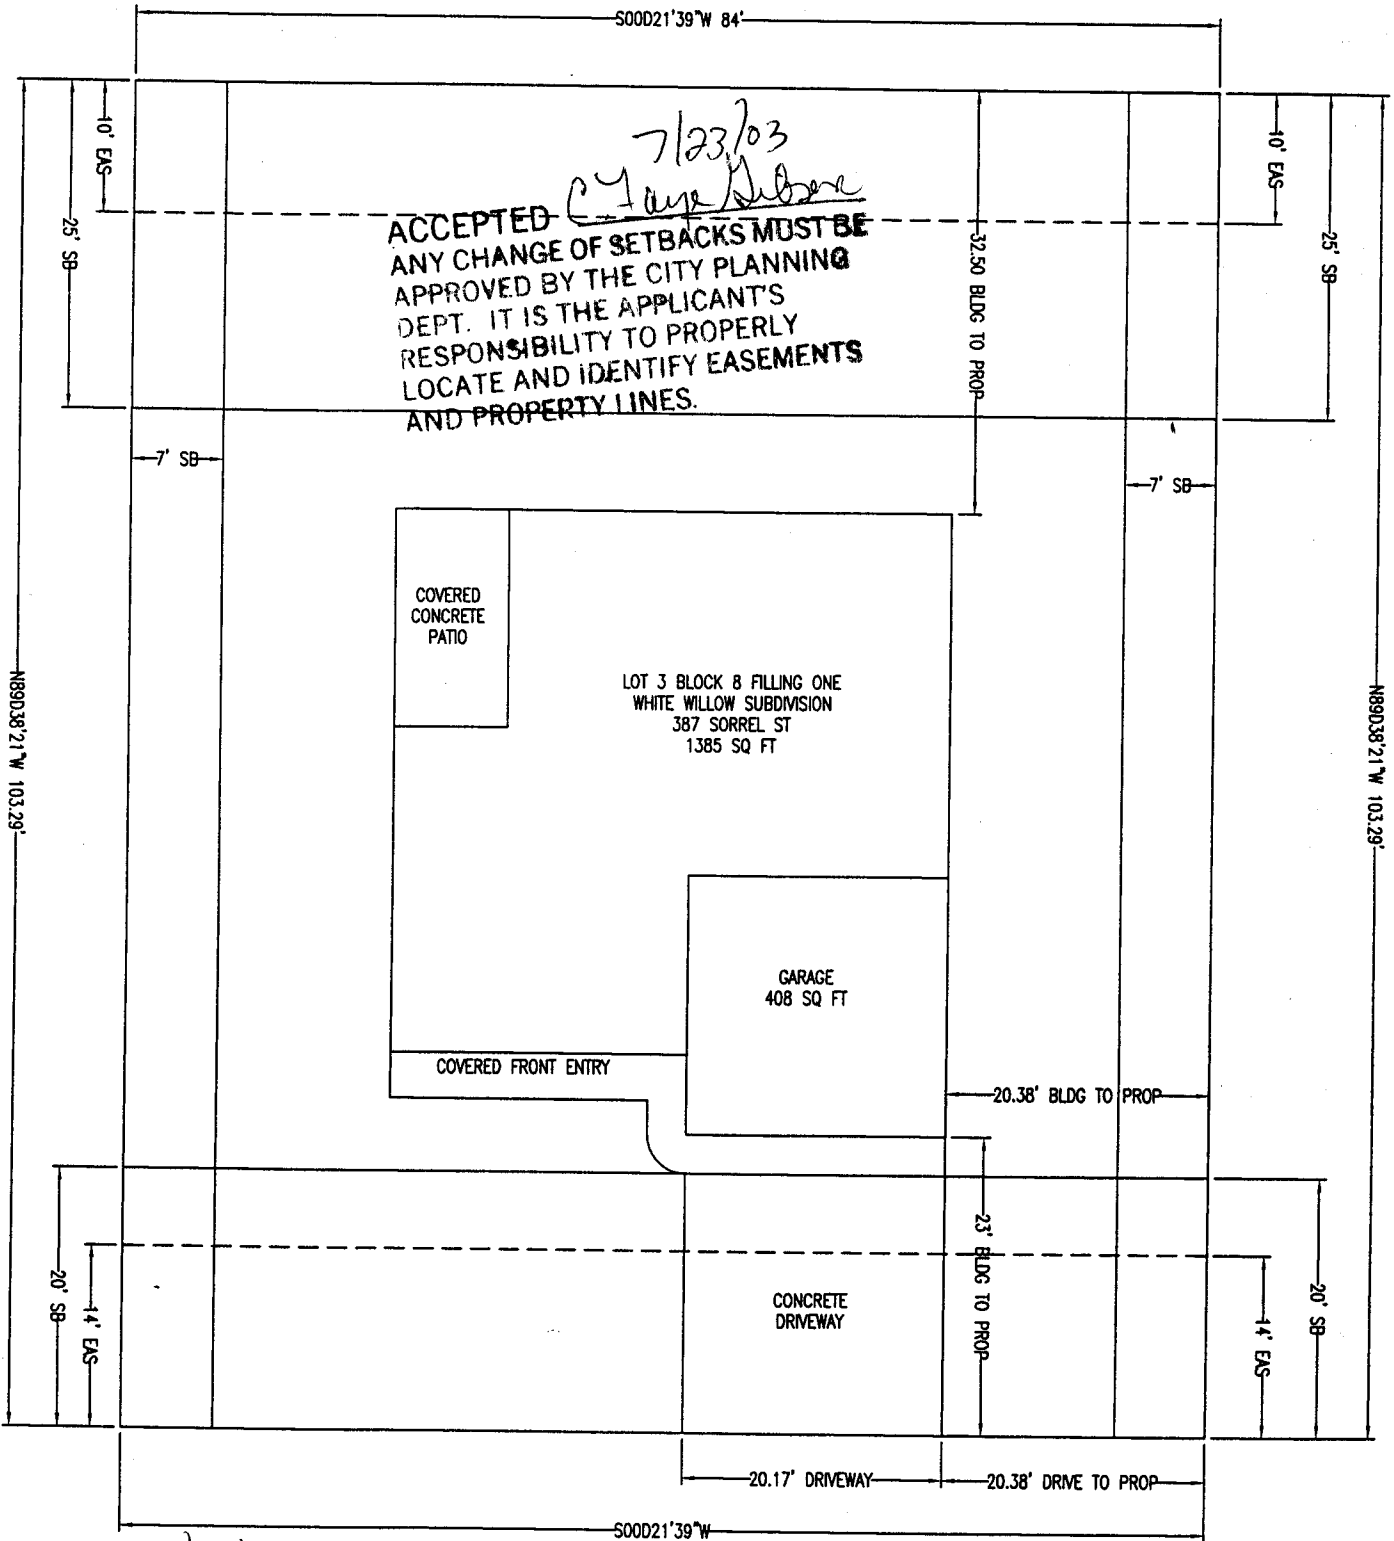 S00D21'39"W 84'
10' EAS
25' SB
10' EAS
25' SB
7/23/03
C Faye Gibson
ACCEPTED
ANY CHANGE OF SETBACKS MUST BE
APPROVED BY THE CITY PLANNING
DEPT. IT IS THE APPLICANT'S
RESPONSIBILITY TO PROPERLY
LOCATE AND IDENTIFY EASEMENTS
AND PROPERTY LINES.
32.50 BLDG TO PROP
7' SB
7' SB
COVERED
CONCRETE
PATIO
LOT 3 BLOCK 8 FILLING ONE
WHITE WILLOW SUBDIVISION
387 SORREL ST
1385 SQ FT
N89D38'21"W 103.29'
N89D38'21"W 103.29'
GARAGE
408 SQ FT
COVERED FRONT ENTRY
20.38' BLDG TO PROP
23' BLDG TO PROP
20' SB
14' EAS
CONCRETE
DRIVEWAY
14' EAS
20' SB
20.17' DRIVEWAY
20.38' DRIVE TO PROP
S00D21'39"W